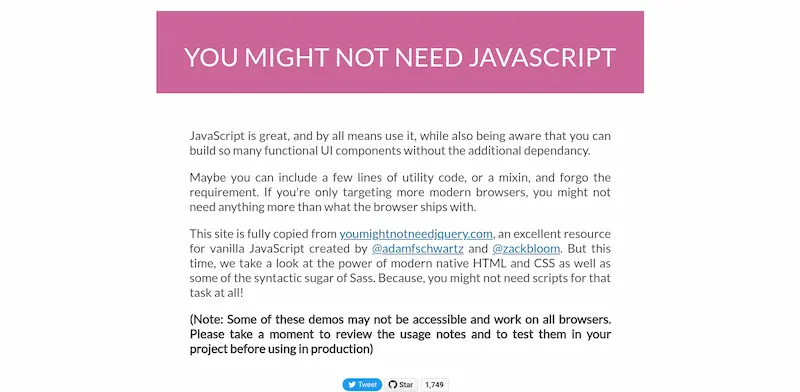 YOU MIGHT NOT NEED JAVASCRIPT
JavaScript is great, and by all means use it, while also being aware that you can
build so many functional UI components without the additional dependancy.
Maybe you can include a few lines of utility code, or a mixin, and forgo the
requirement. If you're only targeting more modern browsers, you might not
need anything more than what the browser ships with.
This site is fully copied from youmightnotneedjquery.com, an excellent resource
for vanilla JavaScript created by @adamfschwartz and @zackbloom. But this
time, we take a look at the power of modern native HTML and CSS as well as
some of the syntactic sugar of Sass. Because, you might not need scripts for that
task at all!
(Note: Some of these demos may not be accessible and work on all browsers.
Please take a moment to review the usage notes and to test them in your
project before using in production)
Tweet Star 1,749